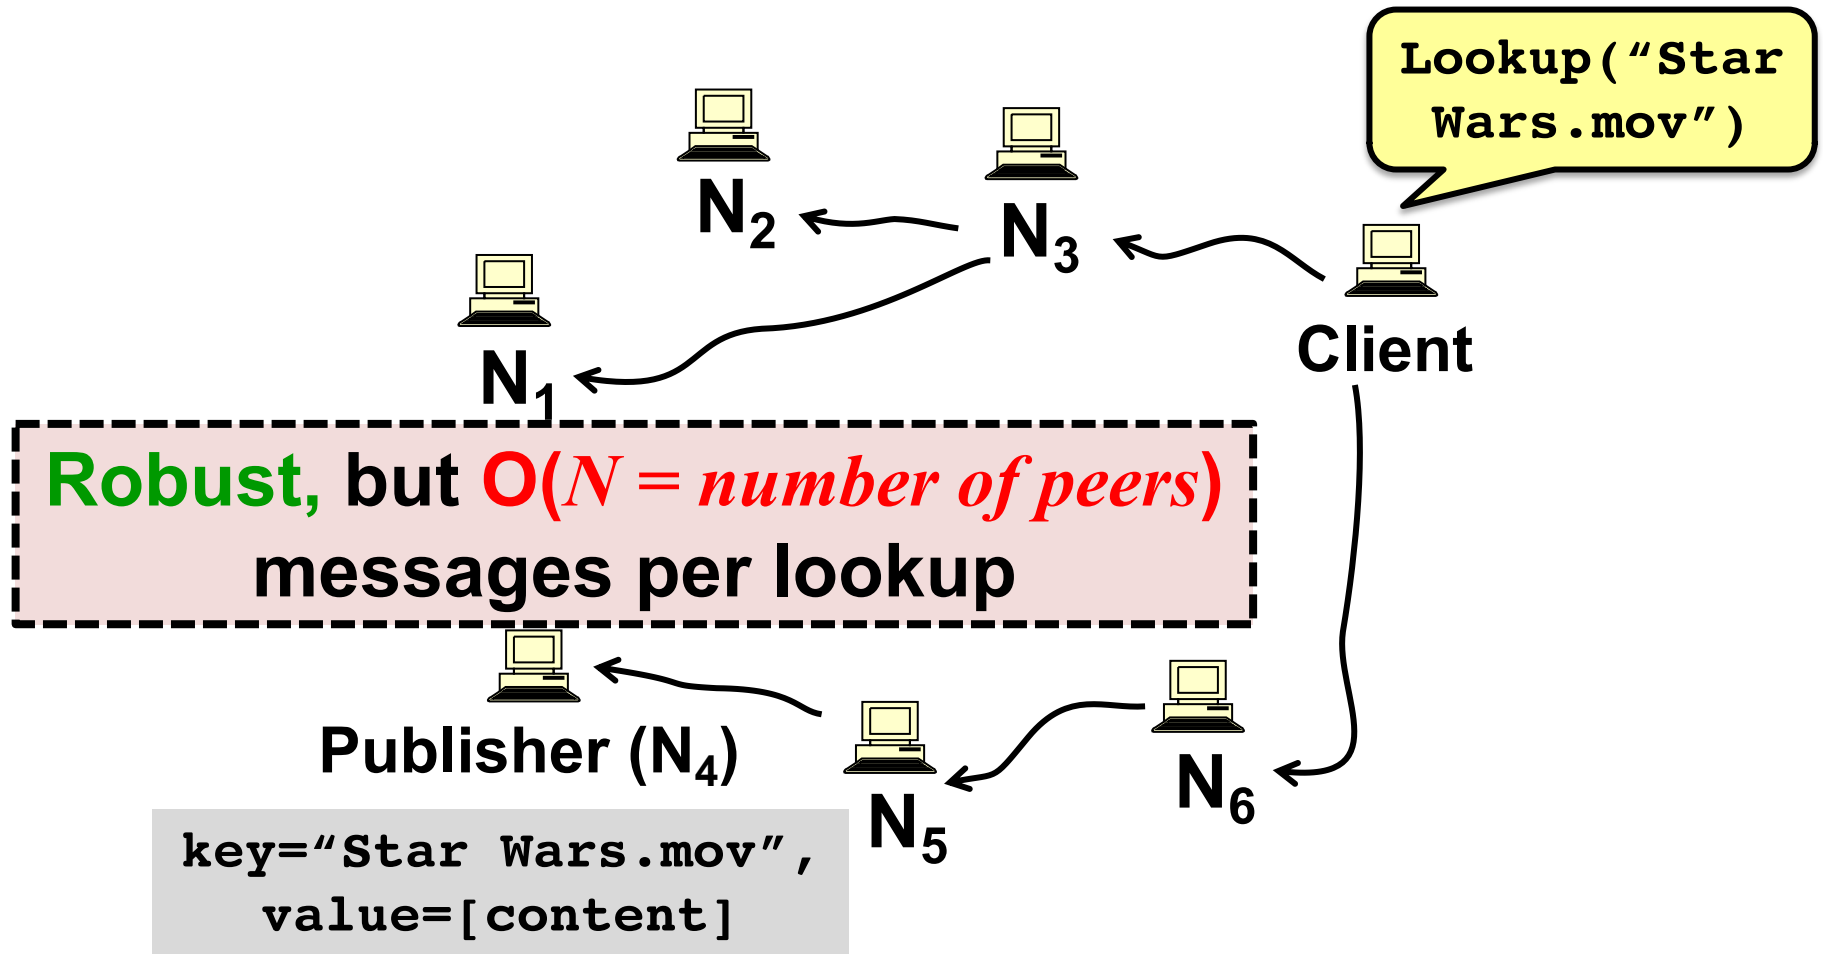 Lookup(“Star
Wars.mov”)
N2
N3
N1
Client
Robust, but O(N = number of peers)
messages per lookup
Publisher (N4)
N5
N6
key=“Star Wars.mov”,
value=[content]